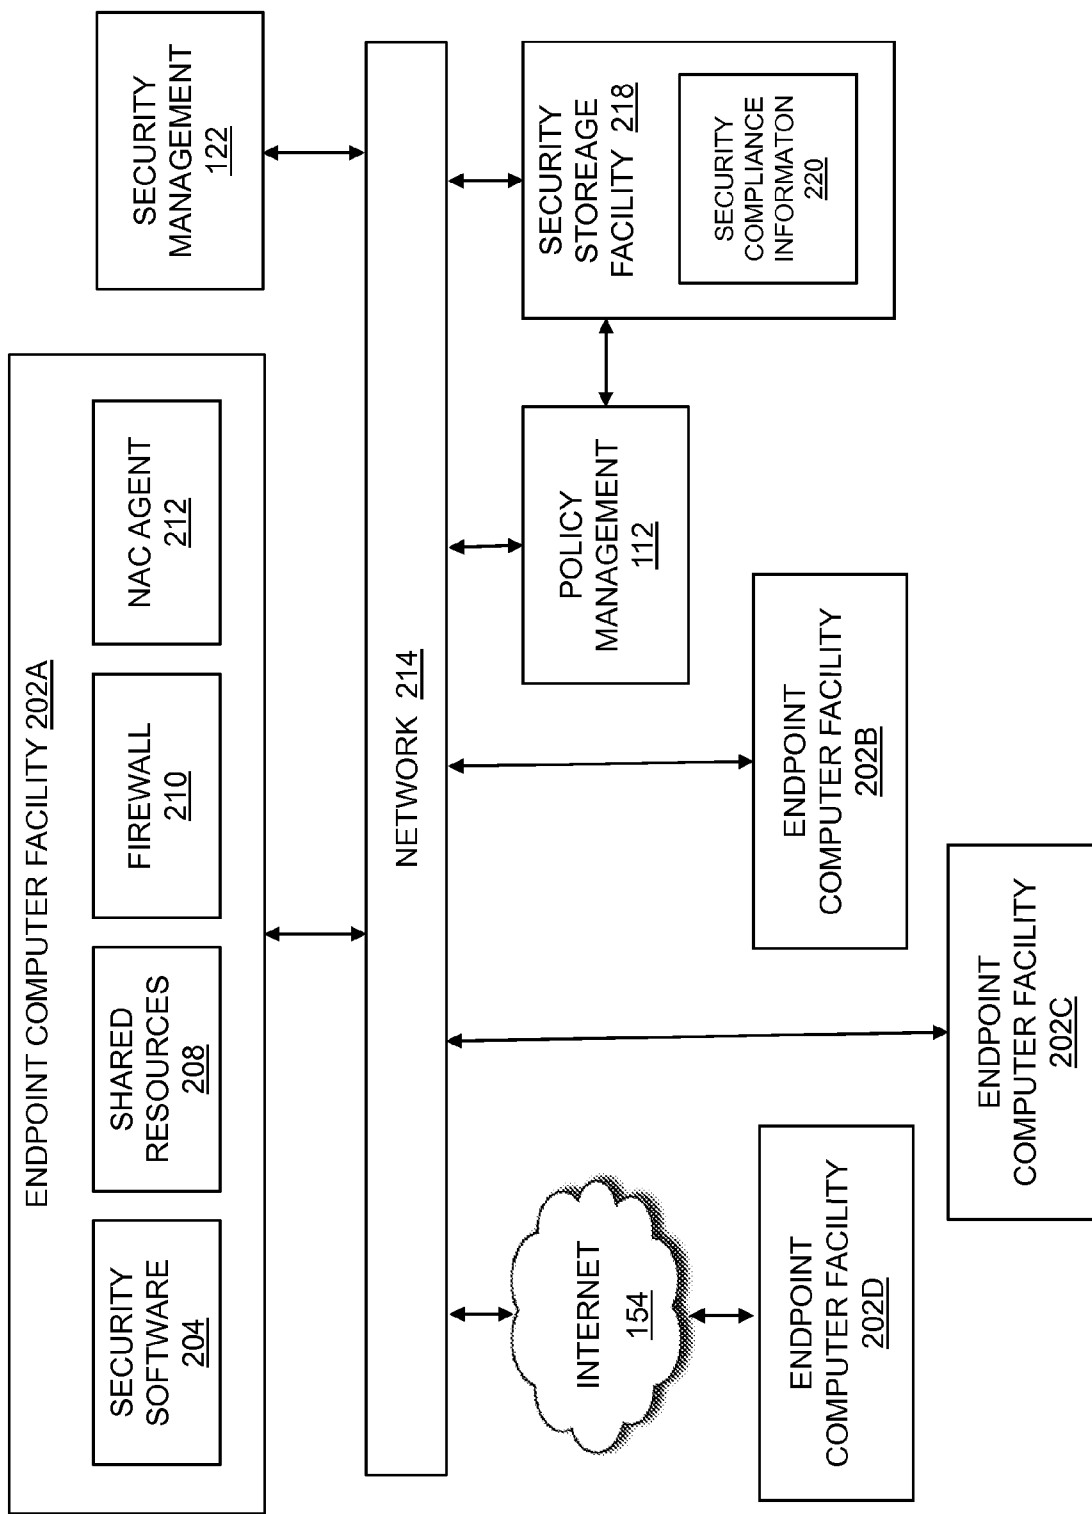 ENDPOINT COMPUTER FACILITY 202A
SECURITY
SOFTWARE
204
SHARED
RESOURCES
208
FIREWALL
210
NAC AGENT
212
SECURITY
MANAGEMENT
122
NETWORK 214
INTERNET
154
ENDPOINT
COMPUTER FACILITY
202D
ENDPOINT
COMPUTER FACILITY
202C
ENDPOINT
COMPUTER FACILITY
202B
POLICY
MANAGEMENT
112
SECURITY
STOREAGE
FACILITY 218
SECURITY
COMPLIANCE
INFORMATON
220